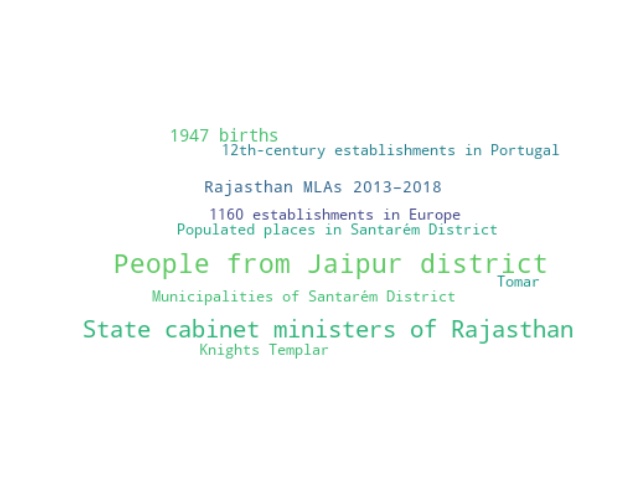 1947 births
12th-century establishments in Portugal
Rajasthan MLAs 2013–2018
1160 establishments in Europe
Populated places in Santarém District
People from Jaipur district
Tomar
Municipalities of Santarém District
State cabinet ministers of Rajasthan
Knights Templar